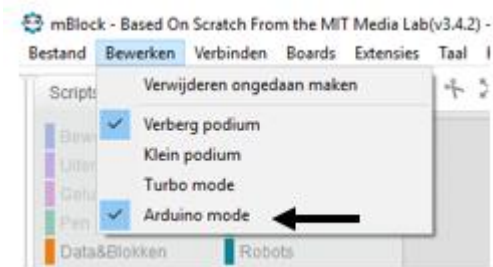 mBlock - Based On Scratch From the MIT Media Lab(v3.4.2) -
Bestand Bewerken Verbinden Boards Extensies Taal
Scripts
Verwijderen ongedaan maken
Verberg podium
Klein podium
Turbo mode
Arduino mode
Pen
Data&Blokken Robots